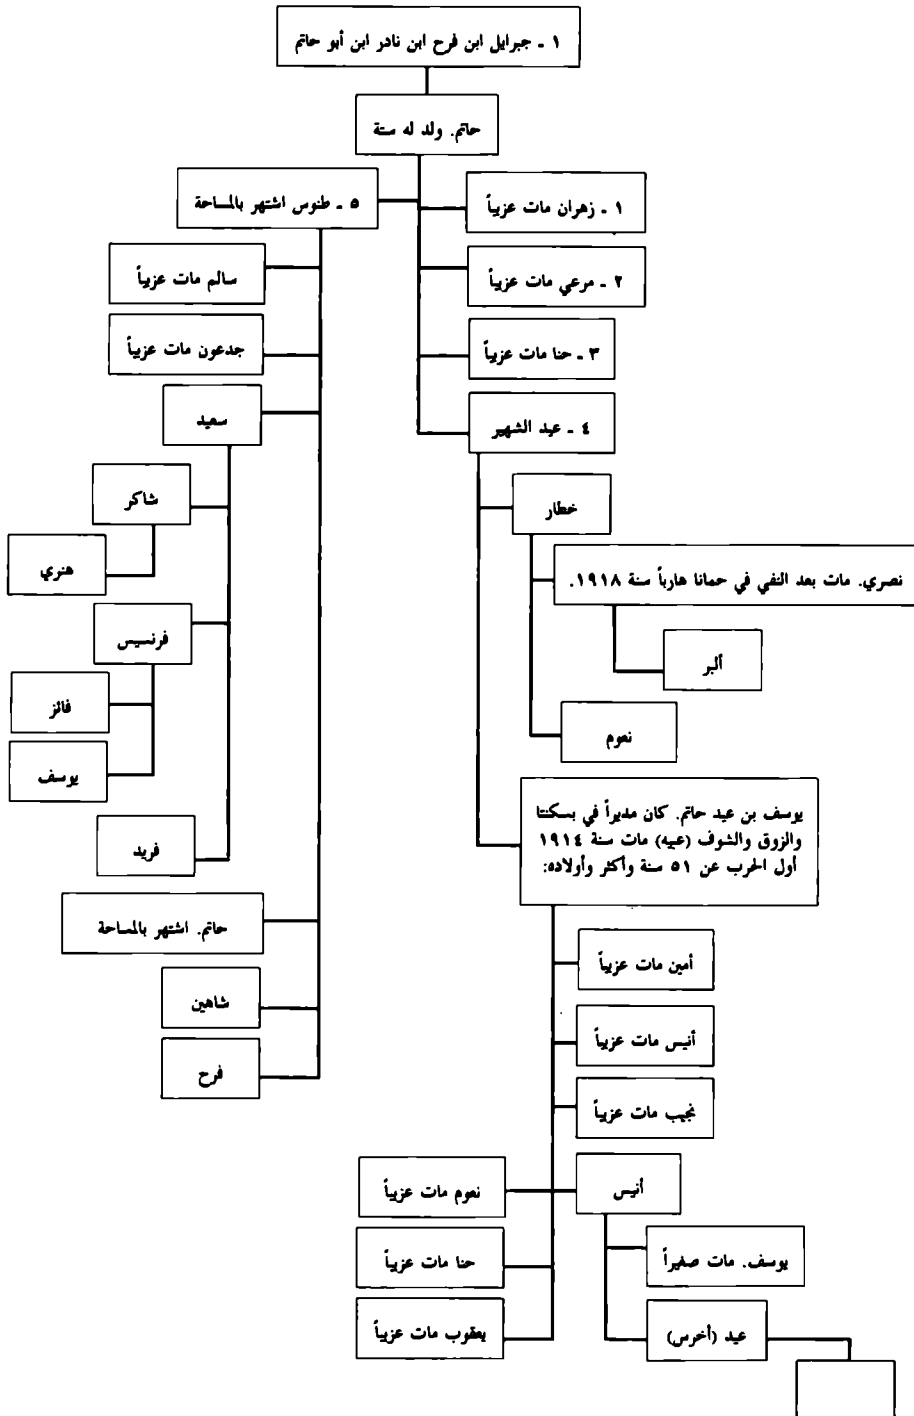 ١ ـ جبرايل ابن فرح ابن نادر ابن أبو حاتم
حاتم. ولد له ستة
١ ـ زهران مات عزيباً
٢ ـ مرعي مات عزيباً
٣ ـ حنا مات عزيباً
٤ ـ عيد الشهير
خطار
نصري. مات بعد النفي في حمانا هارباً سنة ١٩١٨.
ألبر
نعوم
يوسف بن عيد حاتم. كان مديراً في بسكنتا
والزوق والشوف (عبيه) مات سنة ١٩١٤
أول الحرب عن ٥١ سنة وأكثر وأولاده:
أمين مات عزيباً
أنيس مات عزيباً
نجيب مات عزيباً
أنيس
يوسف. مات صغيراً
عيد (أخرس)
نعوم مات عزيباً
حنا مات عزيباً
يعقوب مات عزيباً
٥ ـ طنوس اشتهر بالمساحة
سالم مات عزيباً
جدعون مات عزيباً
سعيد
شاكر
هنري
فرنسيس
فائز
يوسف
فريد
حاتم. اشتهر بالمساحة
شاهين
فرح